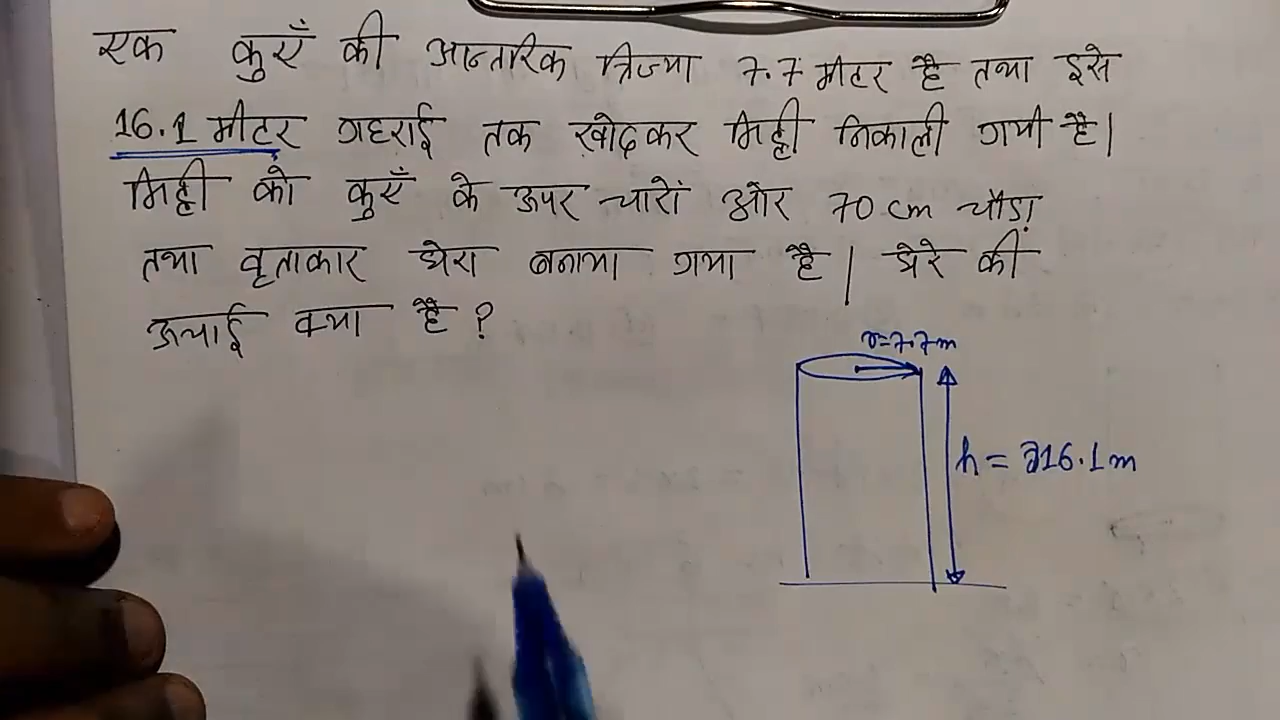 एक कुएँ की आन्तरिक त्रिज्या 7.7 मीटर है तथा इसे
16.1 मीटर गहराई तक खोदकर मिट्टी निकाली गयी है|
मिट्टी को कुएँ के ऊपर चारों ओर 70 cm चौड़ा
तथा वृताकार घेरा बनाया गया है| घेरे की
ऊचाई क्या है ?
r=7.7m
h = 16.1m